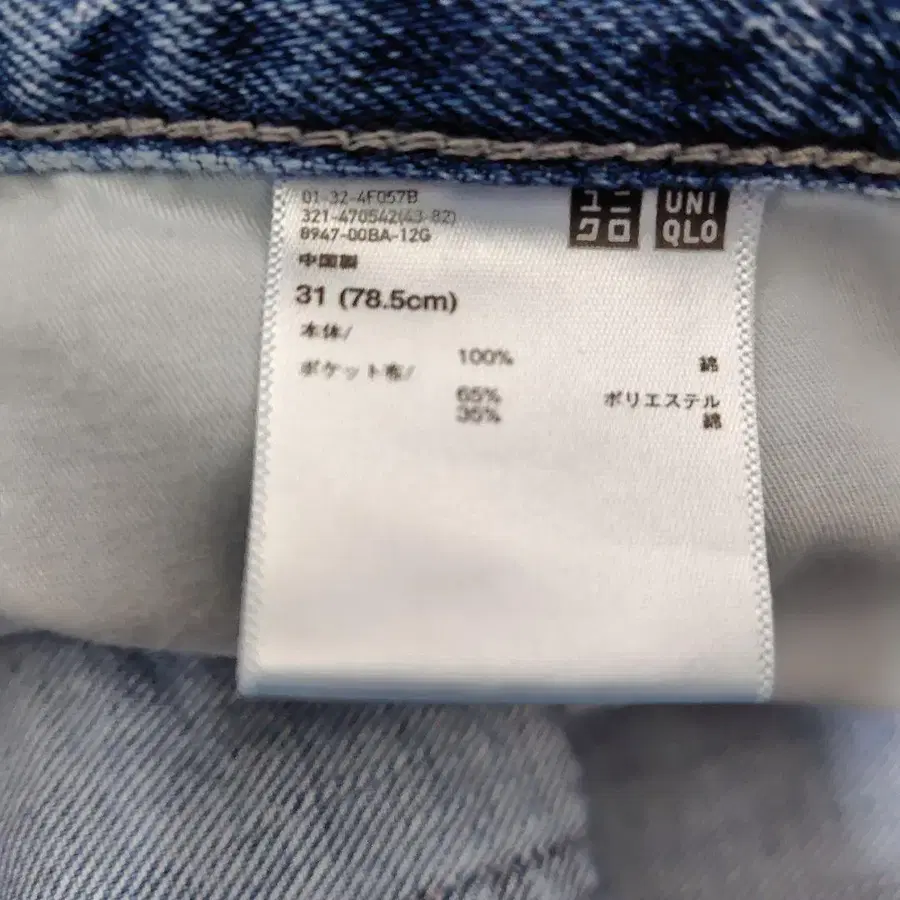 01-32-4F057B
321-470542(43-82)
8947-00BA-12G
ユニ
クロ
UNI
QLO
中国製
31 (78.5cm)
本体/
100% 綿
ポケット布/
65% ポリエステル
35% 綿